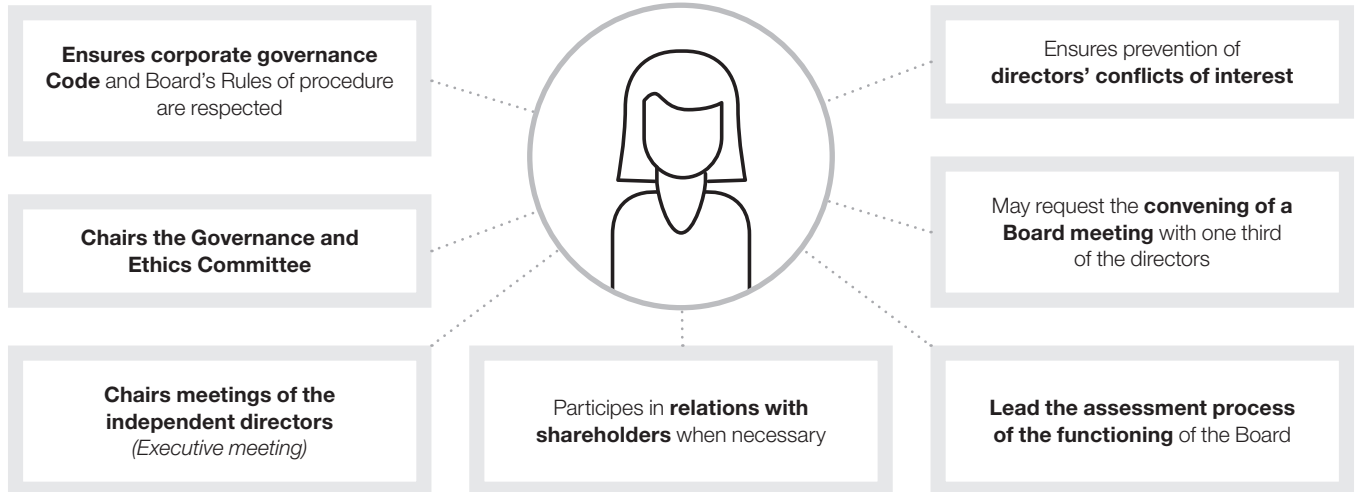 Ensures corporate governance
Code and Board's Rules of procedure
are respected
Chairs the Governance and
Ethics Committee
Chairs meetings of the
independent directors
(Executive meeting)
Participes in relations with
shareholders when necessary
Ensures prevention of
directors' conflicts of interest
May request the convening of a
Board meeting with one third
of the directors
Lead the assessment process
of the functioning of the Board